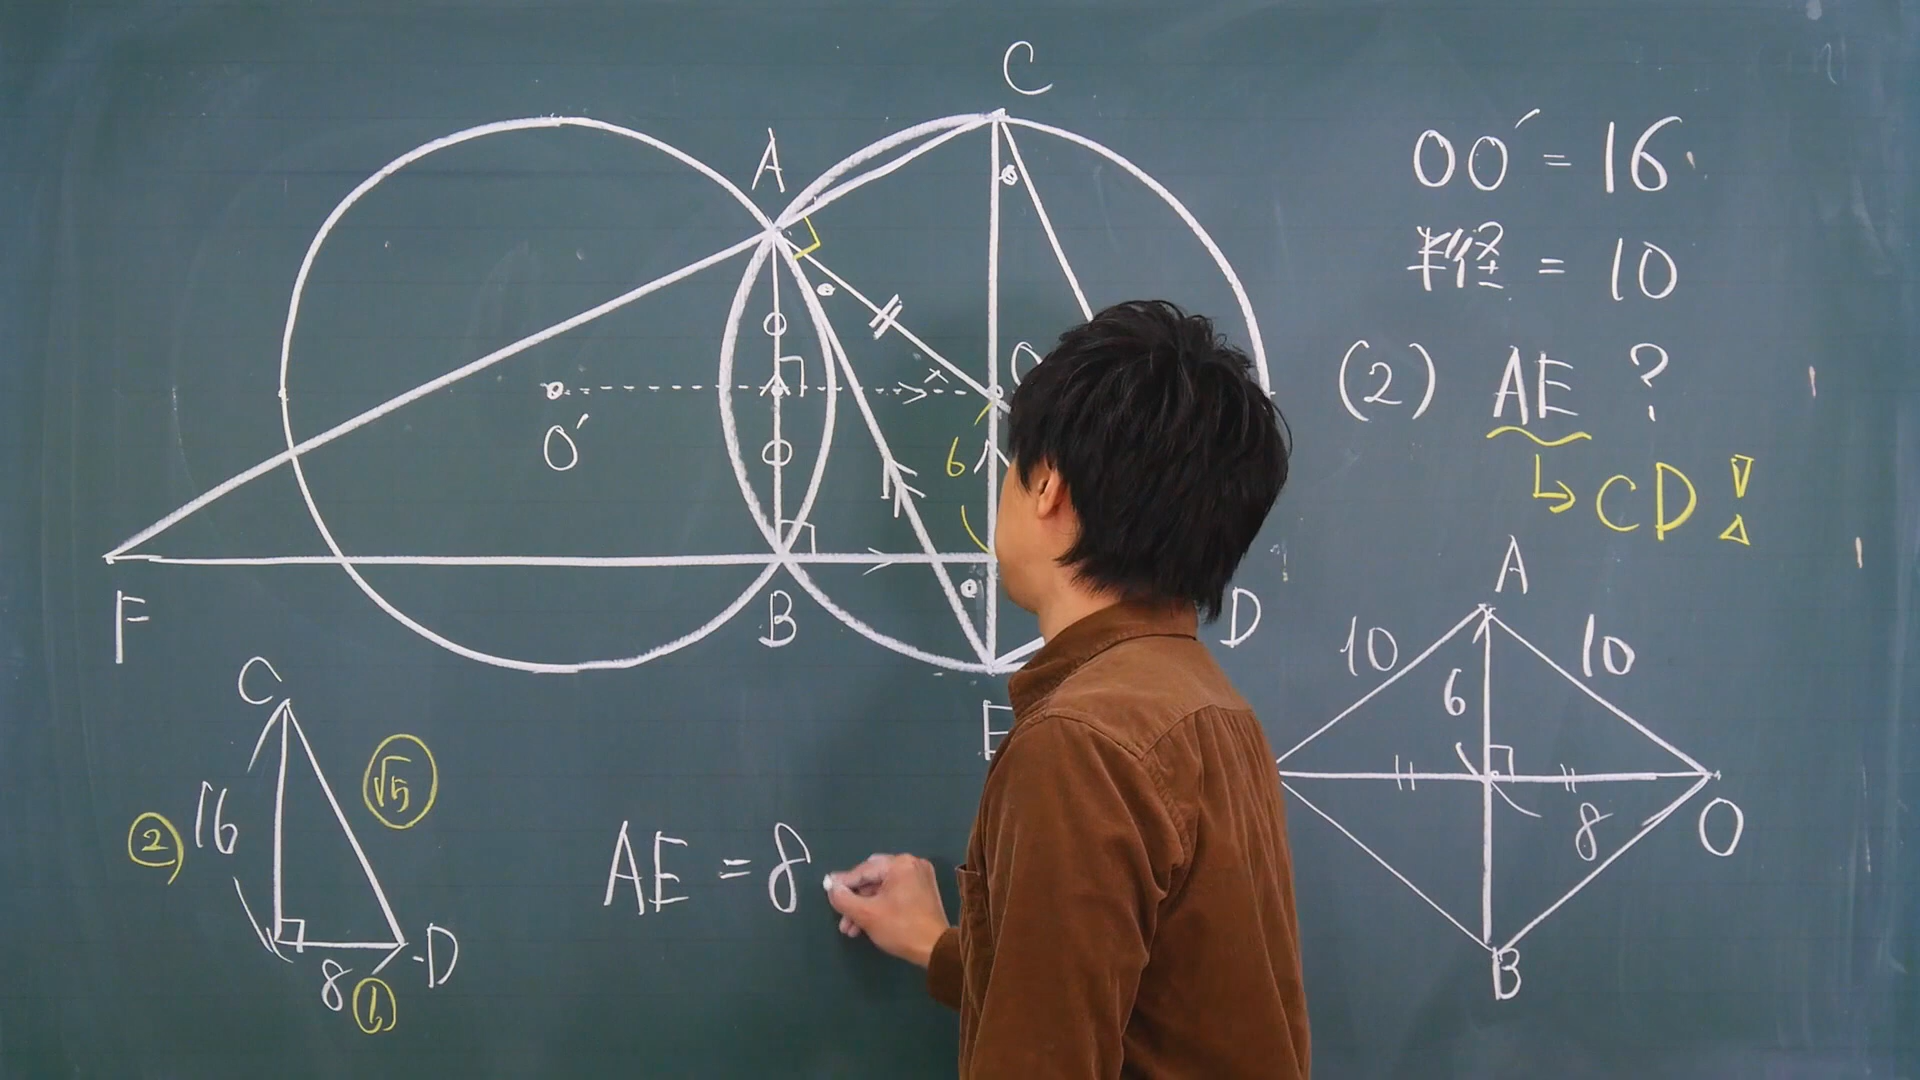 C
A
O
O'
6
F
B
D
E
OO' = 16
半径 = 10
(2) AE ?
CD
C
16
②
√5
8
①
D
AE = 8
A
10
10
6
8
O
B